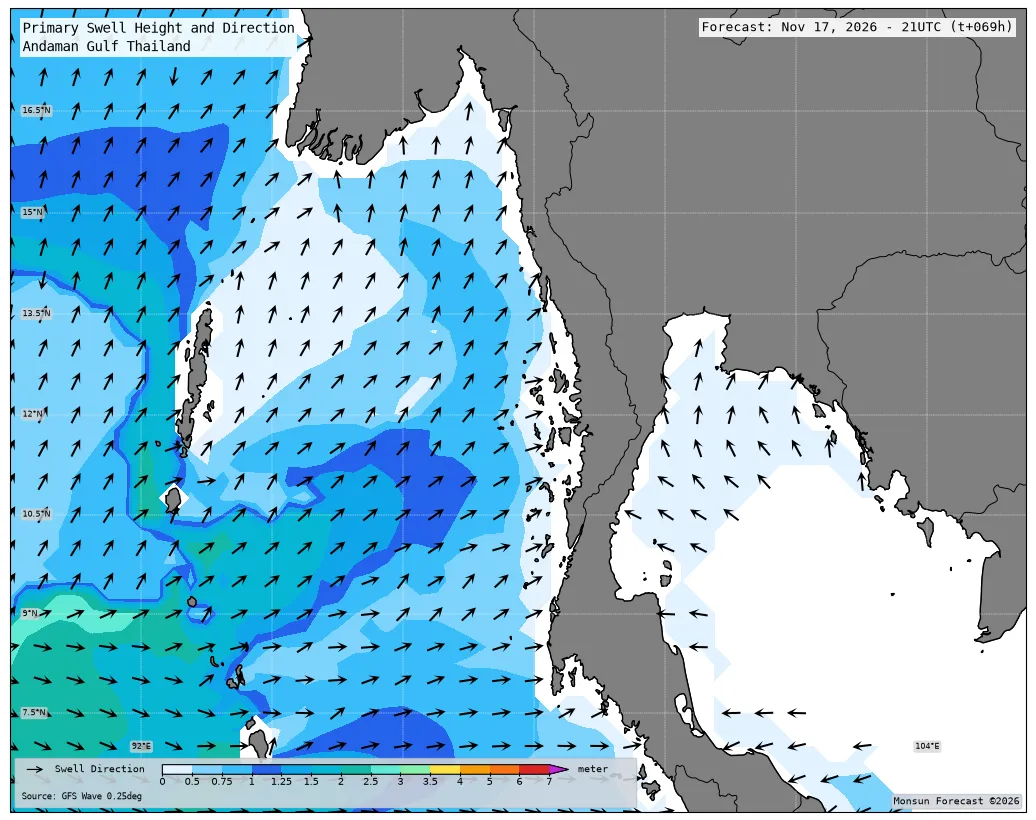 Primary Swell Height and Direction
Andaman Gulf Thailand
Forecast: Nov 17, 2026 - 21UTC (t+069h)
16.5°N
15°N
13.5°N
12°N
10.5°N
9°N
7.5°N
92°E
104°E
Swell Direction
0 0.5 0.75 1 1.25 1.5 2 2.5 3 3.5 4 5 6 7
meter
Source: GFS Wave 0.25deg
Monsun Forecast ©2026